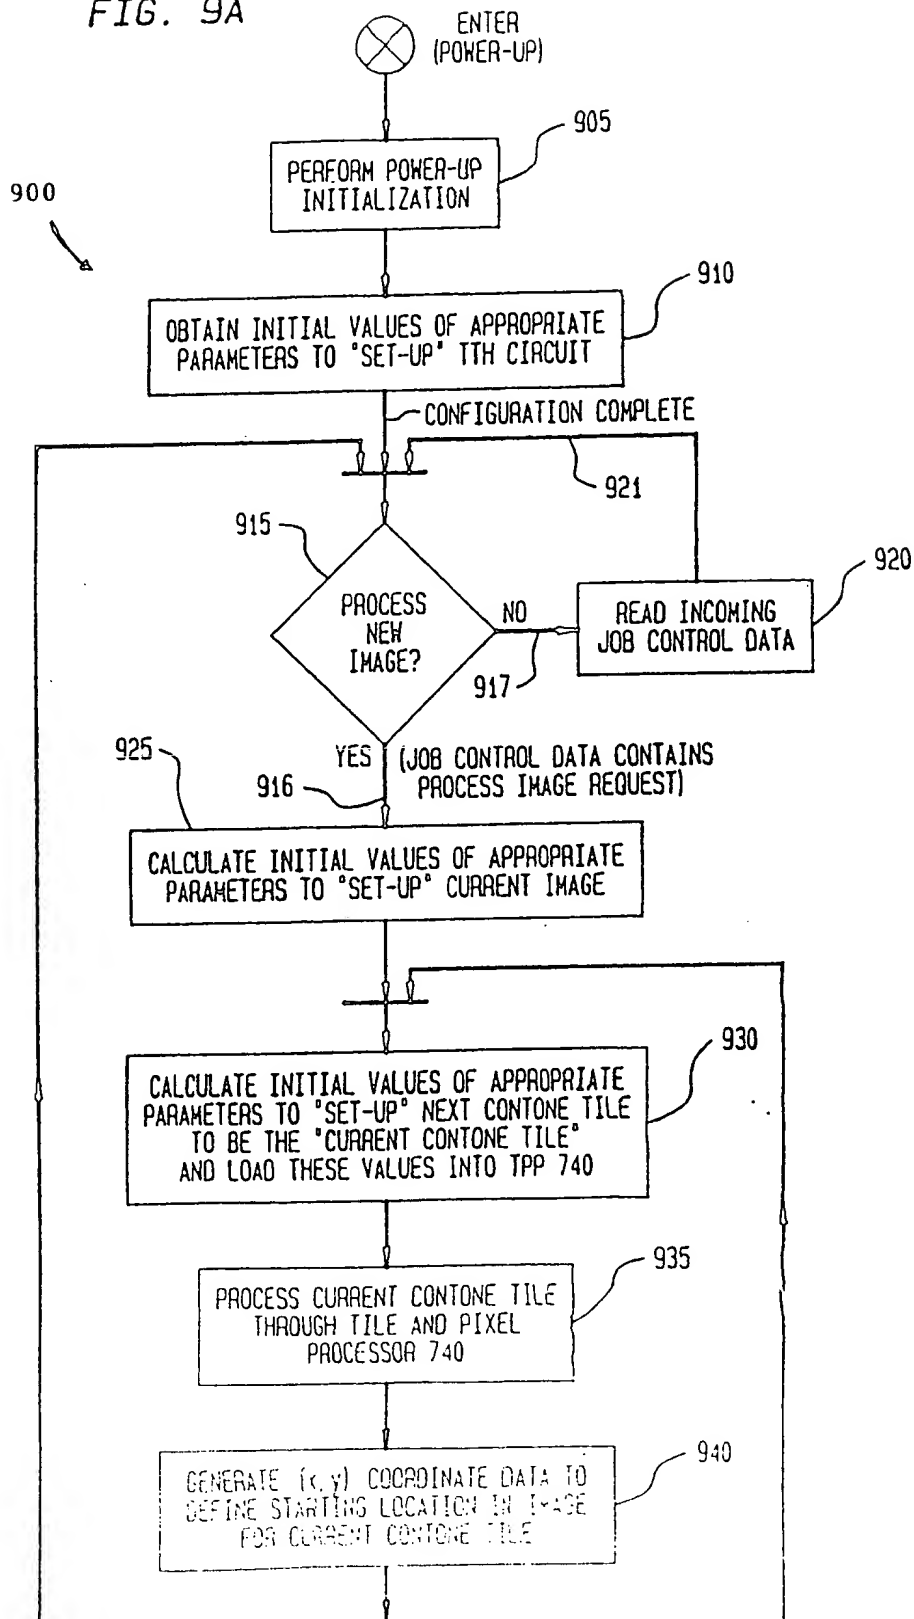 FIG. 9A
ENTER
(POWER-UP)
905
PERFORM POWER-UP
INITIALIZATION
900
910
OBTAIN INITIAL VALUES OF APPROPRIATE
PARAMETERS TO "SET-UP" TTH CIRCUIT
CONFIGURATION COMPLETE
921
915
920
PROCESS
NEW
IMAGE?
NO
READ INCOMING
JOB CONTROL DATA
917
925
YES
(JOB CONTROL DATA CONTAINS
PROCESS IMAGE REQUEST)
916
CALCULATE INITIAL VALUES OF APPROPRIATE
PARAMETERS TO "SET-UP" CURRENT IMAGE
930
CALCULATE INITIAL VALUES OF APPROPRIATE
PARAMETERS TO "SET-UP" NEXT CONTONE TILE
TO BE THE "CURRENT CONTONE TILE"
AND LOAD THESE VALUES INTO TPP 740
935
PROCESS CURRENT CONTONE TILE
THROUGH TILE AND PIXEL
PROCESSOR 740
940
GENERATE (x, y) COORDINATE DATA TO
DEFINE STARTING LOCATION IN IMAGE
FOR CURRENT CONTONE TILE